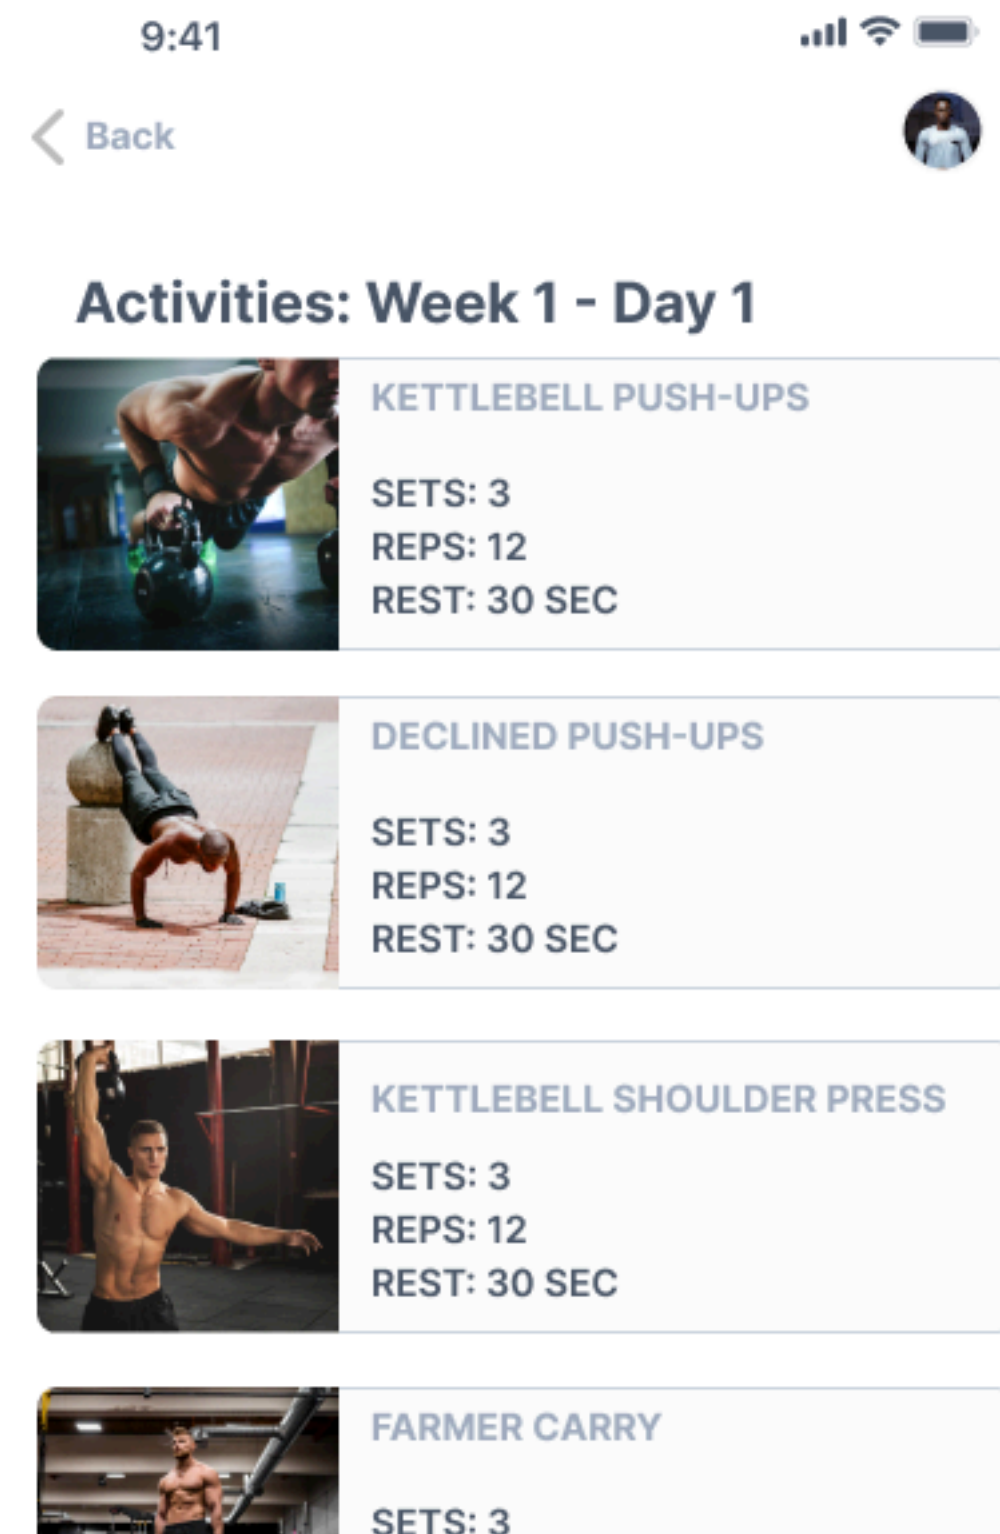 9:41
Back
Activities: Week 1 - Day 1
KETTLEBELL PUSH-UPS
SETS: 3
REPS: 12
REST: 30 SEC
DECLINED PUSH-UPS
SETS: 3
REPS: 12
REST: 30 SEC
KETTLEBELL SHOULDER PRESS
SETS: 3
REPS: 12
REST: 30 SEC
FARMER CARRY
SETS: 3